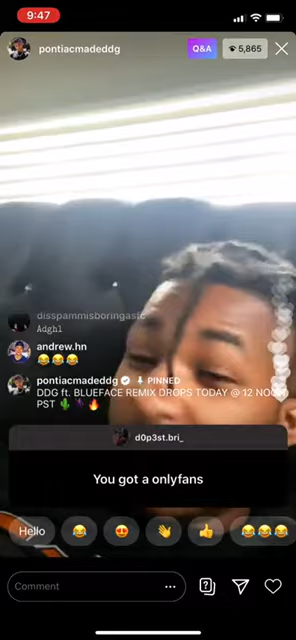 9:47
pontiacmadeddg
Q&A
5,865
disspammisboringasfc
Adghl
andrew.hn
😂😂😂
pontiacmadeddg PINNED
DDG ft. BLUEFACE REMIX DROPS TODAY @ 12 NOON
PST 🌵🔥
d0p3st.bri_
You got a onlyfans
Hello 😂 😍 👋 👍 😂😂😂
Comment